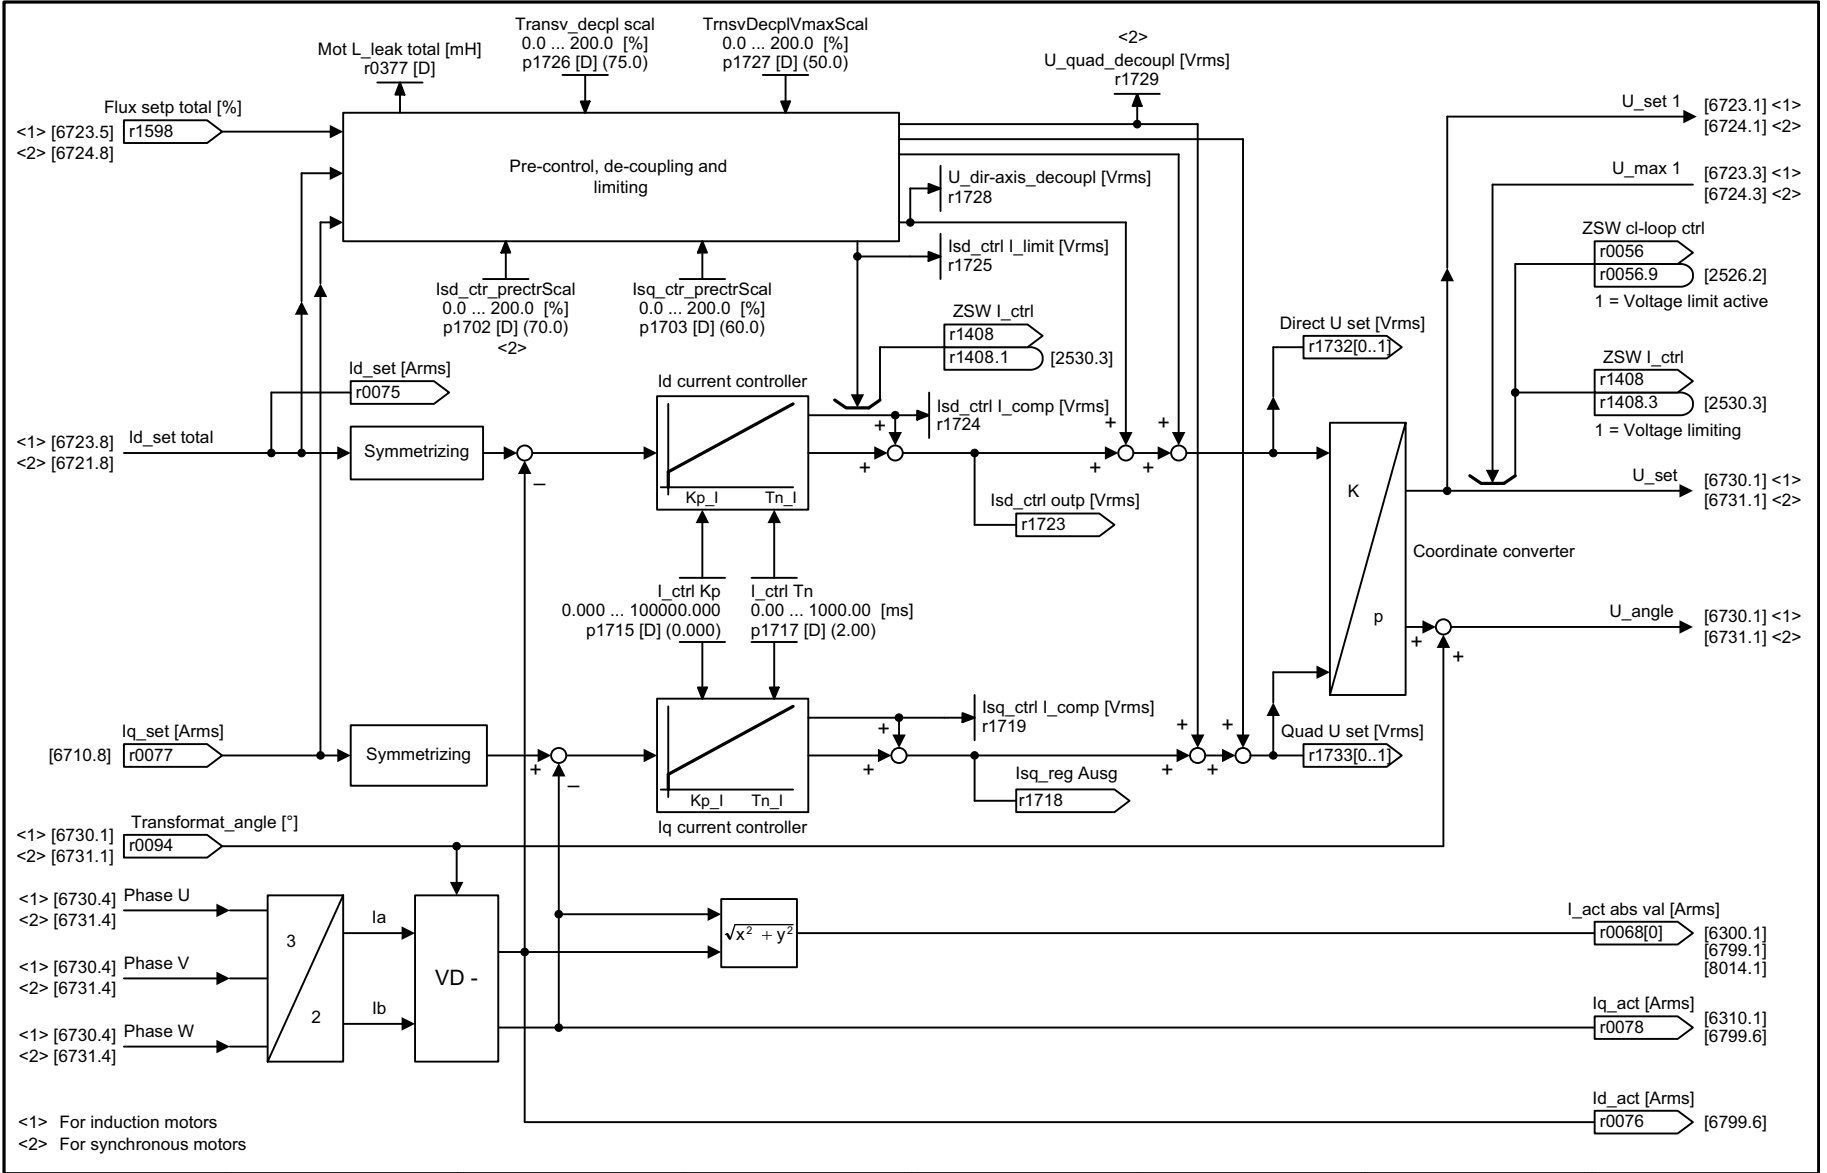 Transv_decpl scal
0.0 ... 200.0 [%]
p1726 [D] (75.0)
TrnsvDecplVmaxScal
0.0 ... 200.0 [%]
p1727 [D] (50.0)
Mot L_leak total [mH]
r0377 [D]
<2>
U_quad_decoupl [Vrms]
r1729
Flux setp total [%]
<1> [6723.5]
<2> [6724.8]
r1598
Pre-control, de-coupling and
limiting
U_set 1
[6723.1] <1>
[6724.1] <2>
U_max 1
[6723.3] <1>
[6724.3] <2>
U_dir-axis_decoupl [Vrms]
r1728
Isd_ctrl I_limit [Vrms]
r1725
ZSW cl-loop ctrl
r0056
r0056.9
[2526.2]
1 = Voltage limit active
Isd_ctr_prectrScal
0.0 ... 200.0 [%]
p1702 [D] (70.0)
<2>
Isq_ctr_prectrScal
0.0 ... 200.0 [%]
p1703 [D] (60.0)
ZSW I_ctrl
r1408
r1408.1
[2530.3]
Direct U set [Vrms]
r1732[0..1]
ZSW I_ctrl
r1408
r1408.3
[2530.3]
1 = Voltage limiting
Id_set [Arms]
r0075
Id current controller
Isd_ctrl I_comp [Vrms]
r1724
<1> [6723.8]
<2> [6721.8]
Id_set total
Symmetrizing
–
Kp_I
Tn_I
+
+
+
+
+
+
Isd_ctrl outp [Vrms]
r1723
K
p
Coordinate converter
U_set
[6730.1] <1>
[6731.1] <2>
I_ctrl Kp
0.000 ... 100000.000
p1715 [D] (0.000)
I_ctrl Tn
0.00 ... 1000.00 [ms]
p1717 [D] (2.00)
U_angle
[6730.1] <1>
[6731.1] <2>
+
+
Iq_set [Arms]
[6710.8]
r0077
Symmetrizing
+
–
Kp_I
Tn_I
Iq current controller
Isq_ctrl I_comp [Vrms]
r1719
+
+
+
+
+
+
Isq_reg Ausg
r1718
Quad U set [Vrms]
r1733[0..1]
Transformat_angle [°]
<1> [6730.1]
<2> [6731.1]
r0094
<1> [6730.4]
<2> [6731.4]
Phase U
<1> [6730.4]
<2> [6731.4]
Phase V
<1> [6730.4]
<2> [6731.4]
Phase W
3
2
Ia
Ib
VD -
√x² + y²
I_act abs val [Arms]
r0068[0]
[6300.1]
[6799.1]
[8014.1]
Iq_act [Arms]
r0078
[6310.1]
[6799.6]
Id_act [Arms]
r0076
[6799.6]
<1> For induction motors
<2> For synchronous motors